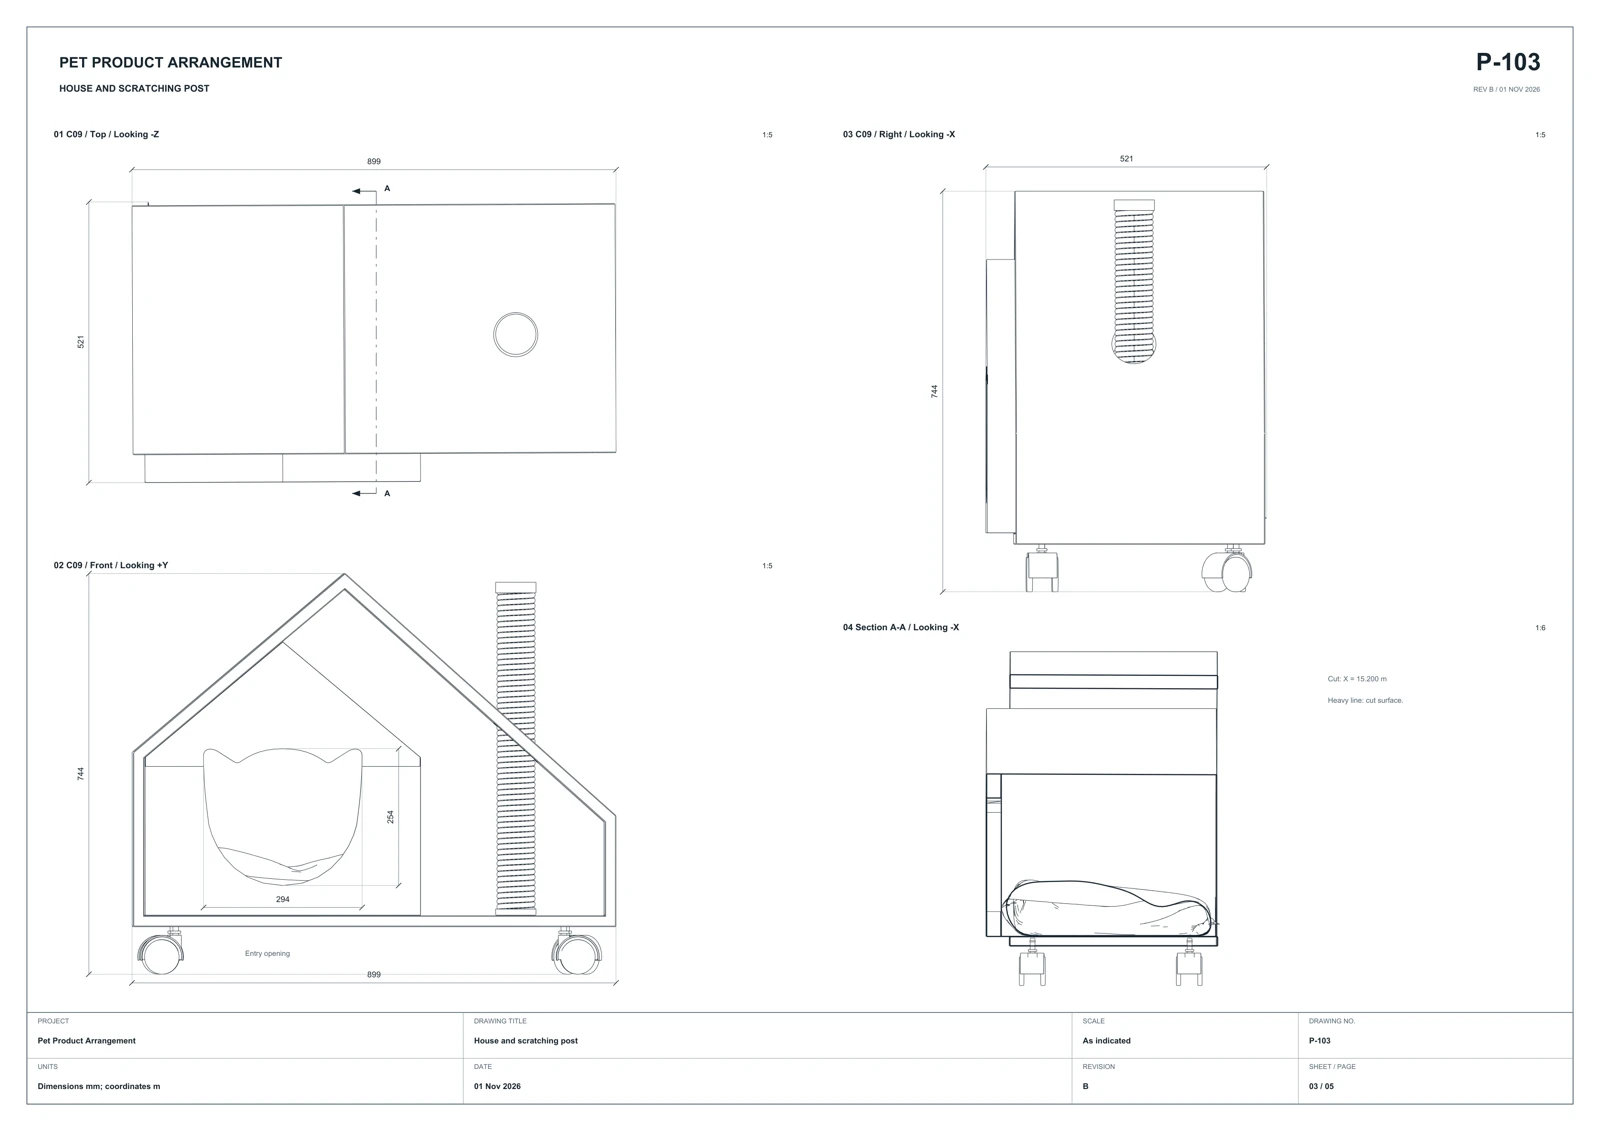 PET PRODUCT ARRANGEMENT
HOUSE AND SCRATCHING POST
P-103
REV B / 01 NOV 2026
01 C09 / Top / Looking -Z
1:5
899
A
521
A
02 C09 / Front / Looking +Y
1:5
744
254
294
Entry opening
899
03 C09 / Right / Looking -X
1:5
521
744
04 Section A-A / Looking -X
1:6
Cut: X = 15.200 m
Heavy line: cut surface.
PROJECT
Pet Product Arrangement
DRAWING TITLE
House and scratching post
SCALE
As indicated
DRAWING NO.
P-103
UNITS
Dimensions mm; coordinates m
DATE
01 Nov 2026
REVISION
B
SHEET / PAGE
03 / 05